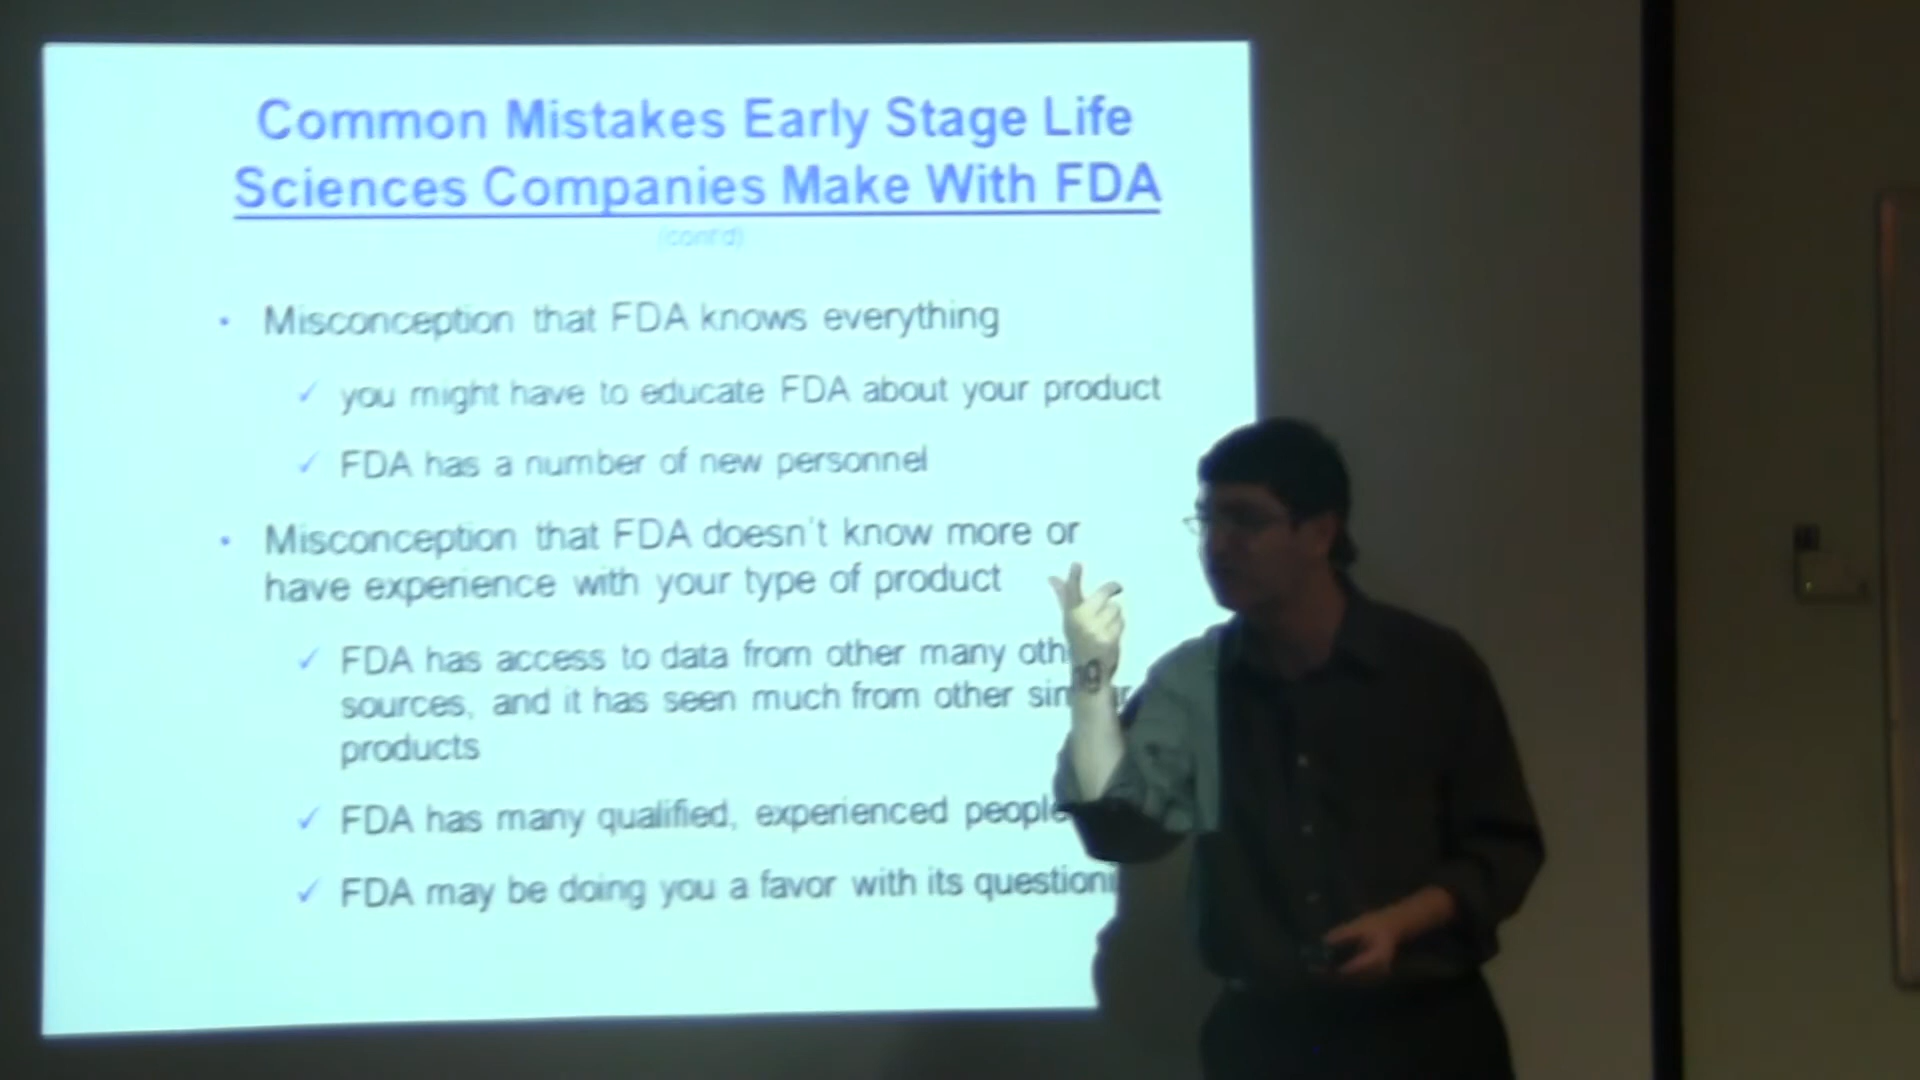 Common Mistakes Early Stage Life
Sciences Companies Make With FDA
(cont'd)
• Misconception that FDA knows everything
✓ you might have to educate FDA about your product
✓ FDA has a number of new personnel
• Misconception that FDA doesn't know more or
have experience with your type of product
✓ FDA has access to data from other many
sources, and it has seen much from other
products
✓ FDA has many qualified, experienced people
✓ FDA may be doing you a favor with its